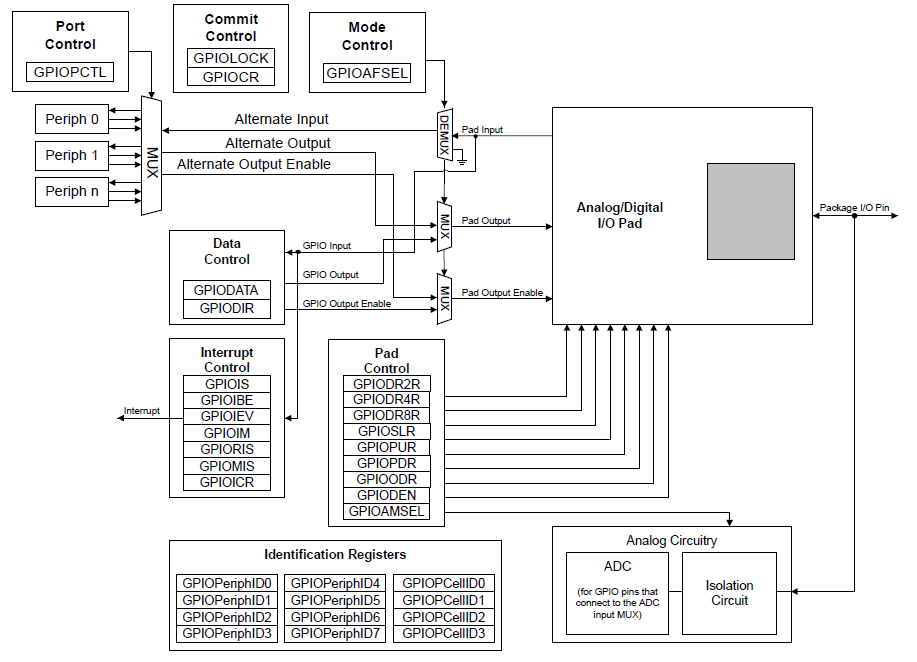 Port
Control
GPIOPCTL
Commit
Control
GPIOLOCK
GPIOCR
Mode
Control
GPIOAFSEL
Periph 0
Periph 1
Periph n
MUX
Alternate Input
Alternate Output
Alternate Output Enable
DEMUX
Pad Input
MUX
Pad Output
MUX
Pad Output Enable
Analog/Digital
I/O Pad
Package I/O Pin
Data
Control
GPIODATA
GPIODIR
GPIO Input
GPIO Output
GPIO Output Enable
Interrupt
Control
GPIOIS
GPIOIBE
GPIOIEV
GPIOIM
GPIORIS
GPIOMIS
GPIOICR
Interrupt
Pad
Control
GPIODR2R
GPIODR4R
GPIODR8R
GPIOSLR
GPIOPUR
GPIOPDR
GPIOODR
GPIODEN
GPIOAMSEL
Analog Circuitry
ADC
(for GPIO pins that
connect to the ADC
input MUX)
Isolation
Circuit
Identification Registers
GPIOPeriphID0
GPIOPeriphID1
GPIOPeriphID2
GPIOPeriphID3
GPIOPeriphID4
GPIOPeriphID5
GPIOPeriphID6
GPIOPeriphID7
GPIOPCellID0
GPIOPCellID1
GPIOPCellID2
GPIOPCellID3